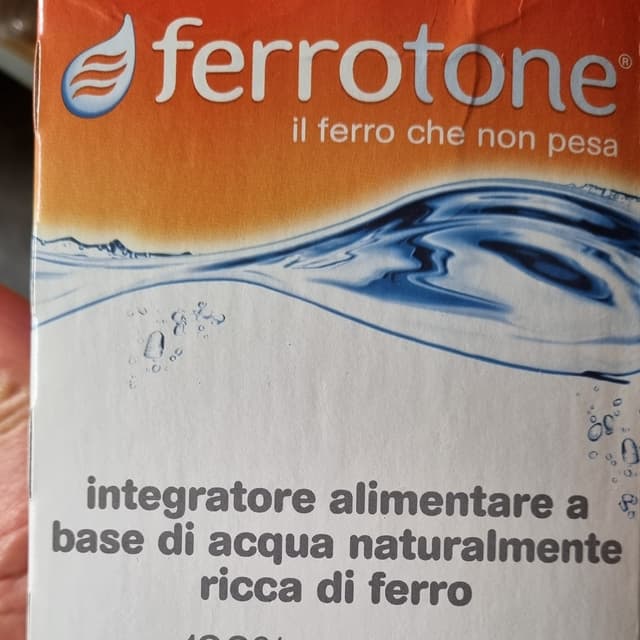 ferrotone®
il ferro che non pesa
integratore alimentare a
base di acqua naturalmente
ricca di ferro